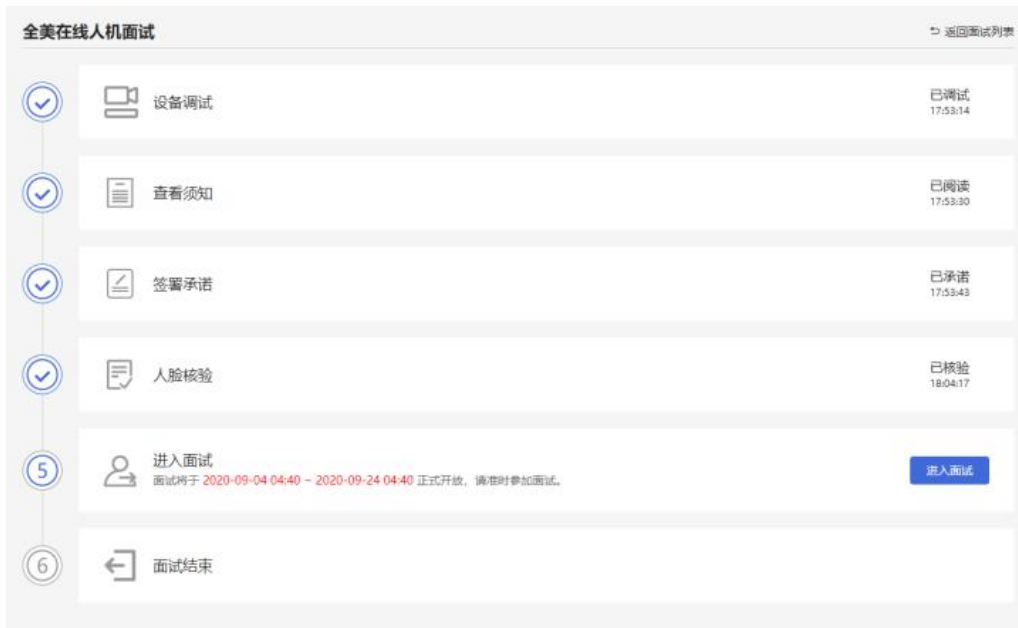 全美在线人机面试
返回面试列表
设备调试
已调试
17:53:14
查看须知
已阅读
17:53:30
签署承诺
已承诺
17:53:43
人脸核验
已核验
18:04:17
5
进入面试
面试将于 2020-09-04 04:40 ~ 2020-09-24 04:40 正式开放，请准时参加面试。
进入面试
6
面试结束